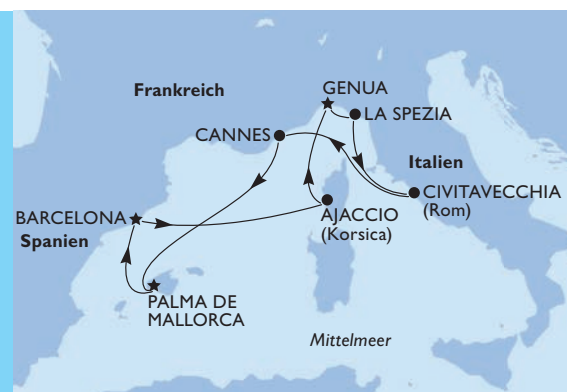 Frankreich
GENUA
LA SPEZIA
CANNES
Italien
CIVITAVECCHIA
(Rom)
BARCELONA
Spanien
AJACCIO
(Korsica)
PALMA DE
MALLORCA
Mittelmeer